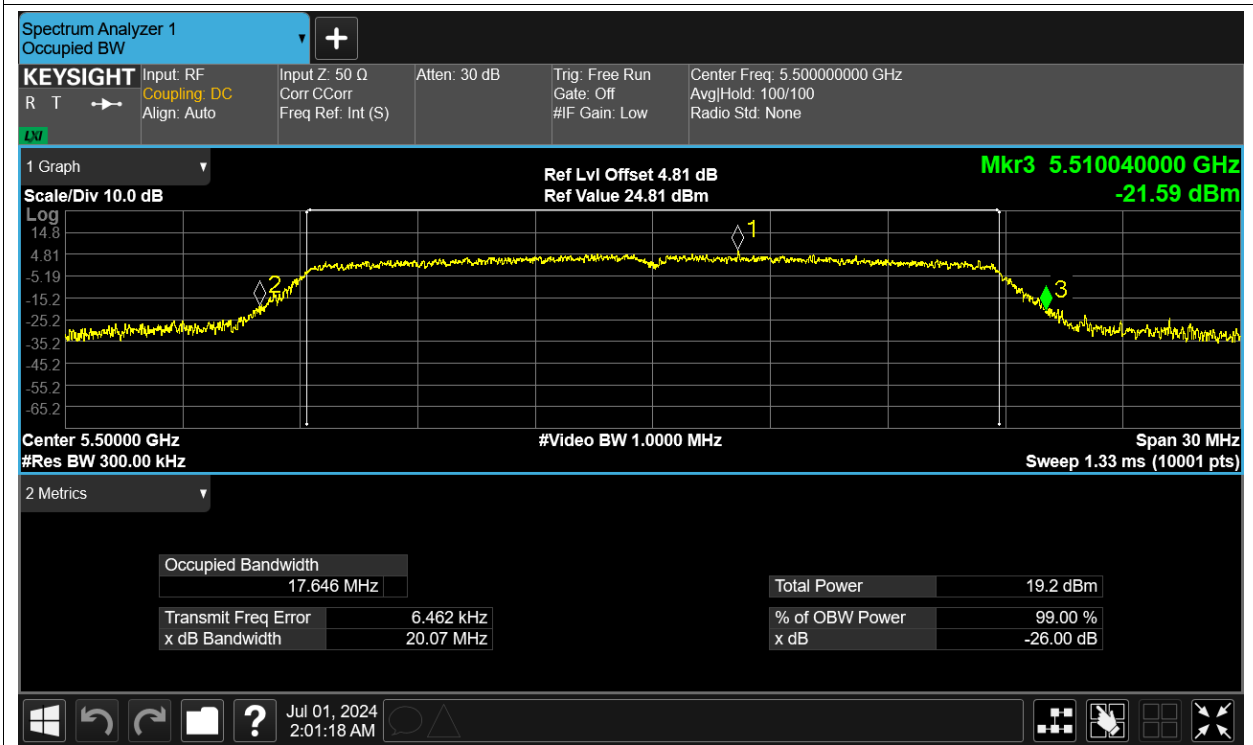 Spectrum Analyzer 1
Occupied BW
KEYSIGHT Input: RF Input Z: 50 Ω Atten: 30 dB Trig: Free Run Center Freq: 5.500000000 GHz
R T Coupling: DC Corr CCorr Gate: Off Avg|Hold: 100/100
Align: Auto Freq Ref: Int (S) #IF Gain: Low Radio Std: None
LXI
1 Graph Ref Lvl Offset 4.81 dB Mkr3 5.510040000 GHz
Scale/Div 10.0 dB Ref Value 24.81 dBm -21.59 dBm
Log
14.8
4.81
-5.19
-15.2
-25.2
-35.2
-45.2
-55.2
-65.2
1
2
3
Center 5.50000 GHz #Video BW 1.0000 MHz Span 30 MHz
#Res BW 300.00 kHz Sweep 1.33 ms (10001 pts)
2 Metrics
Occupied Bandwidth
17.646 MHz Total Power 19.2 dBm
Transmit Freq Error 6.462 kHz % of OBW Power 99.00 %
x dB Bandwidth 20.07 MHz x dB -26.00 dB
? Jul 01, 2024
2:01:18 AM